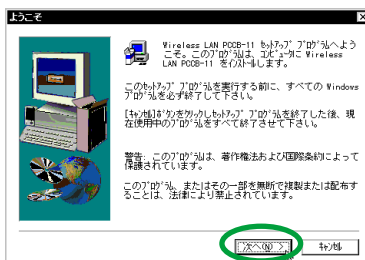 ようこそ
Wireless LAN PCCB-11 ｾｯﾄｱｯﾌﾟ ﾌﾟﾛｸﾞﾗﾑへよう
こそ。このﾌﾟﾛｸﾞﾗﾑは、ｺﾝﾋﾟｭｰﾀに Wireless
LAN PCCB-11 をｲﾝｽﾄｰﾙします。
このｾｯﾄｱｯﾌﾟ ﾌﾟﾛｸﾞﾗﾑを実行する前に、すべての Windows
ﾌﾟﾛｸﾞﾗﾑを必ず終了して下さい。
[ｷｬﾝｾﾙ]ﾎﾞﾀﾝをｸﾘｯｸしｾｯﾄｱｯﾌﾟ ﾌﾟﾛｸﾞﾗﾑを終了した後、現
在使用中のﾌﾟﾛｸﾞﾗﾑをすべて終了させて下さい。
警告: このﾌﾟﾛｸﾞﾗﾑは、著作権法および国際条約によって
保護されています。
このﾌﾟﾛｸﾞﾗﾑ、またはその一部を無断で複製または配布す
ることは、法律により禁止されています。
次へ(N) >
ｷｬﾝｾﾙ